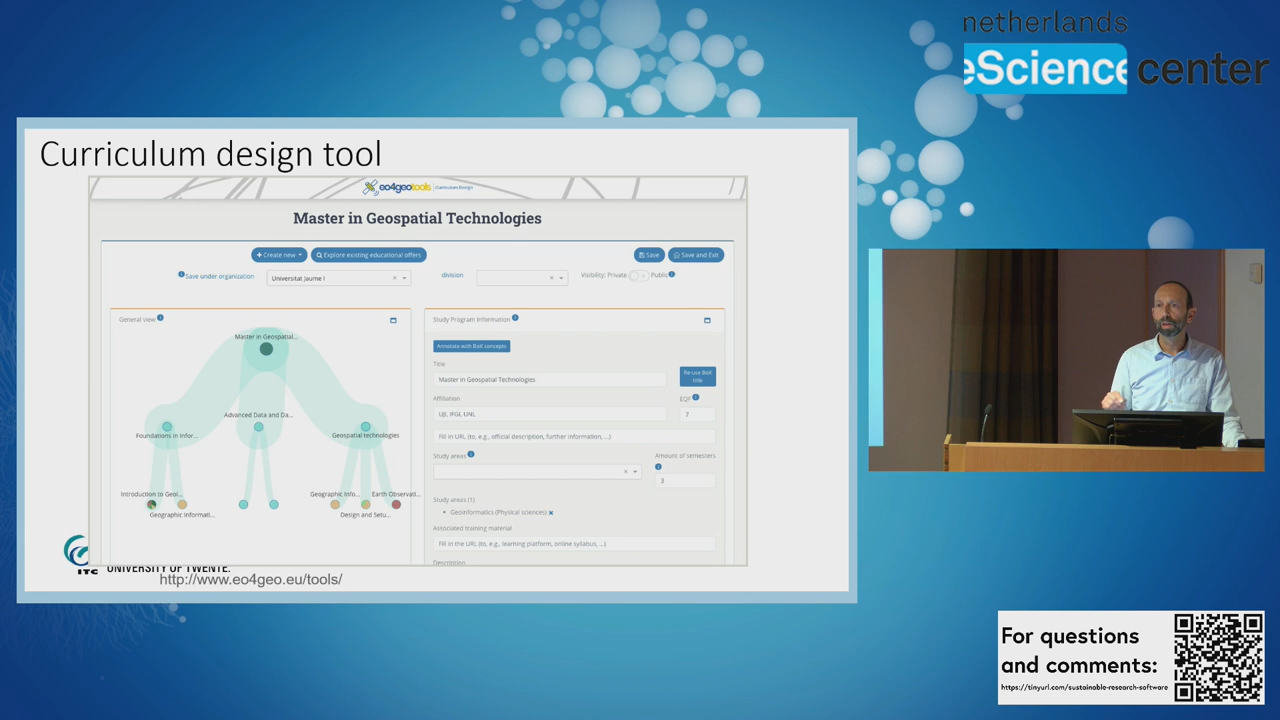 netherlands
eScience center
Curriculum design tool
eo4geotools Curriculum Design
Master in Geospatial Technologies
+ Create new
Explore existing educational offers
Save
Save and Exit
Save under organization
Universitat Jaume I
division
Visibility: Private
Public
General view
Study Program Information
Master in Geospatial...
Annotate with BoK concepts
Title
Master in Geospatial Technologies
Re-use BoK title
Affiliation
EQF
UJI, IFGI, UNL
7
Advanced Data and Da...
Foundations in Infor...
Geospatial technologies
Fill in URL (to, e.g., official description, further information, ...)
Study areas
Amount of semesters
3
Introduction to Geol...
Geographic Info...
Earth Observati...
Geographic Informati...
Design and Setu...
Study areas (1)
Geoinformatics (Physical sciences) x
Associated training material
Fill in the URL (to, e.g., learning platform, online syllabus, ...)
Description
ITC
UNIVERSITY OF TWENTE.
http://www.eo4geo.eu/tools/
For questions
and comments:
https://tinyurl.com/sustainable-research-software